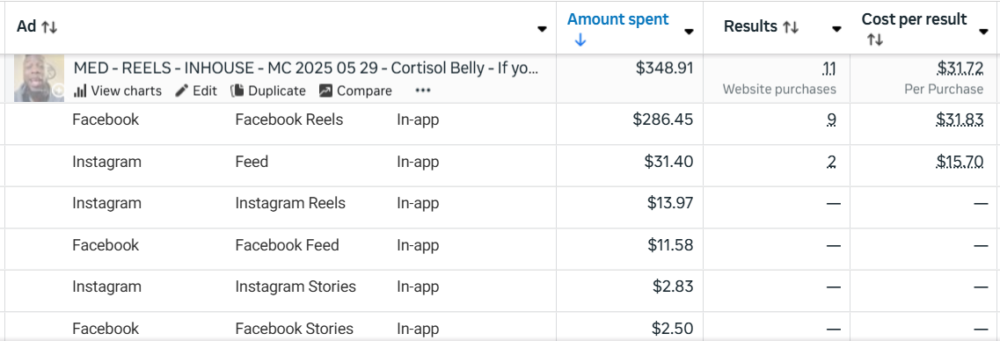 Ad Amount spent Results Cost per result
MED - REELS - INHOUSE - MC 2025 05 29 - Cortisol Belly - If yo... $348.91 11 $31.72
View charts Edit Duplicate Compare ... Website purchases Per Purchase
Facebook Facebook Reels In-app $286.45 9 $31.83
Instagram Feed In-app $31.40 2 $15.70
Instagram Instagram Reels In-app $13.97 — —
Facebook Facebook Feed In-app $11.58 — —
Instagram Instagram Stories In-app $2.83 — —
Facebook Facebook Stories In-app $2.50 — —